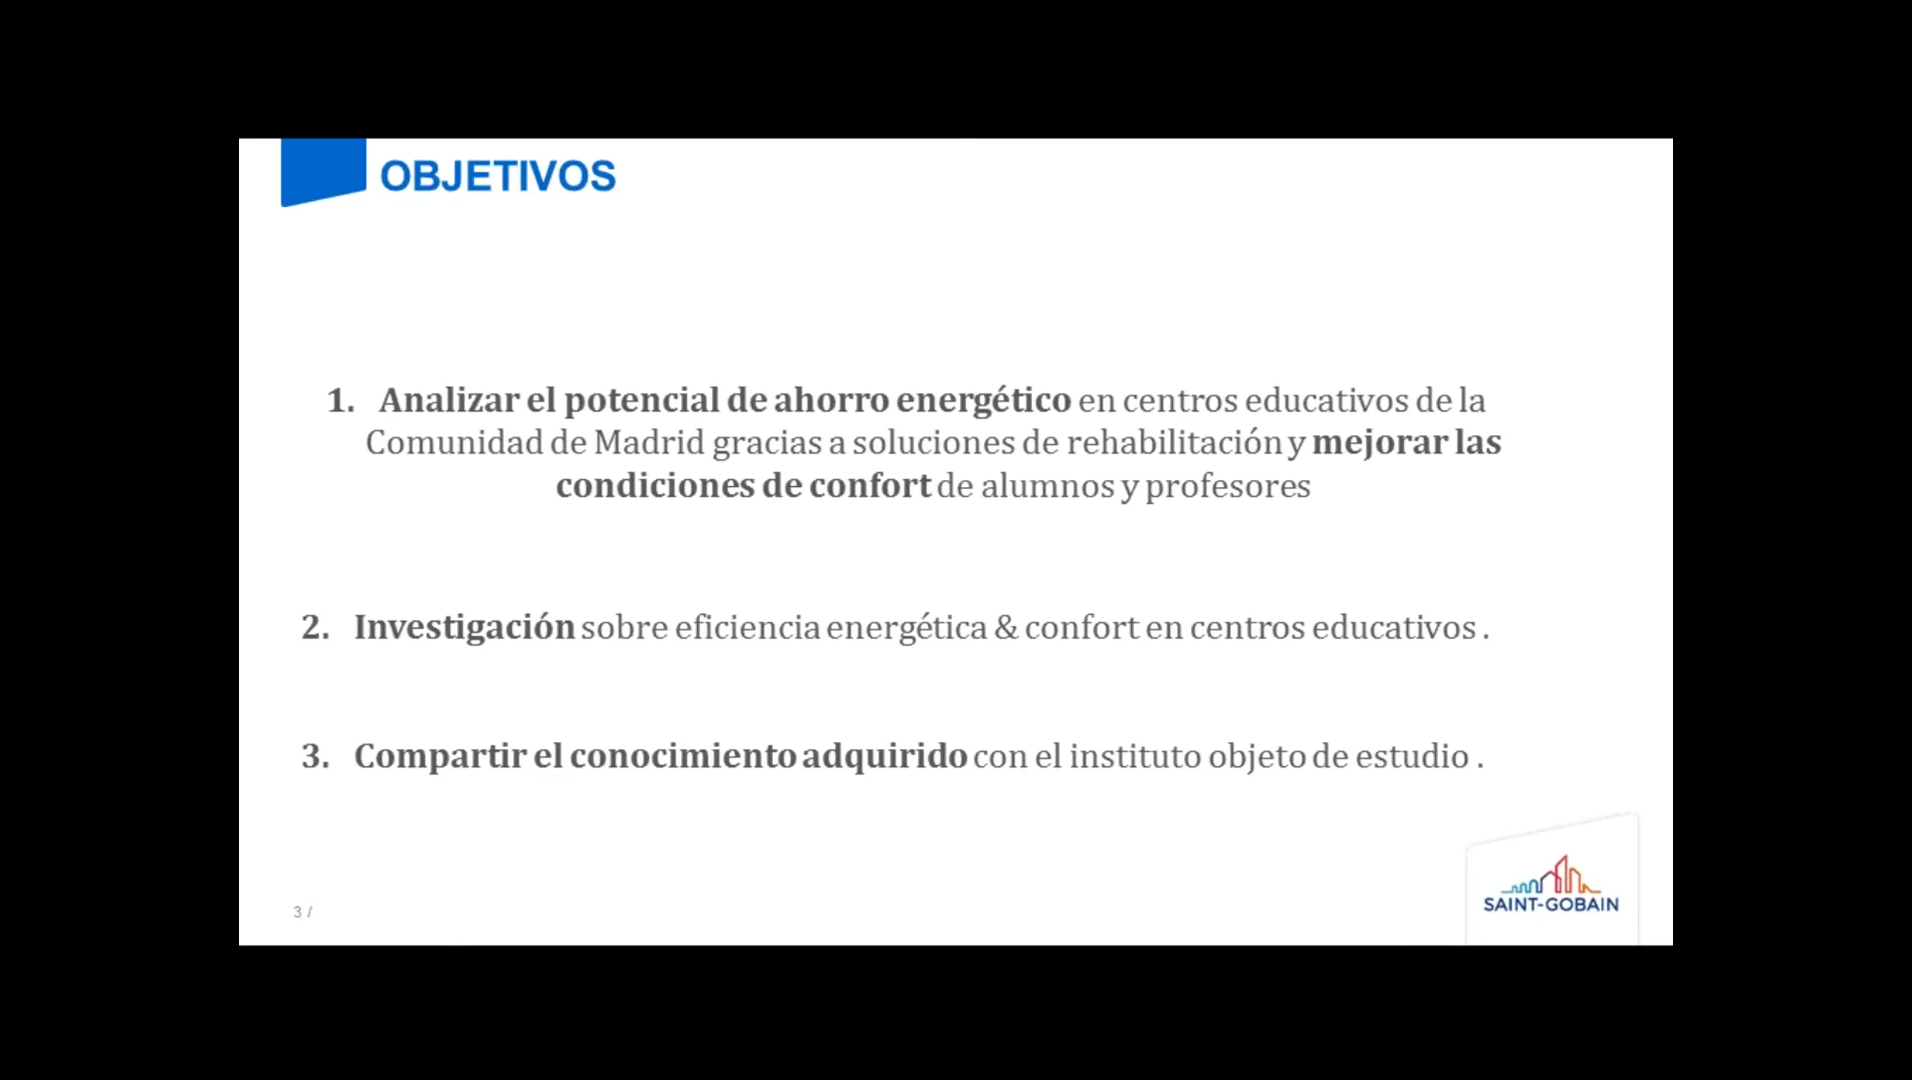 OBJETIVOS
1. Analizar el potencial de ahorro energético en centros educativos de la
Comunidad de Madrid gracias a soluciones de rehabilitación y mejorar las
condiciones de confort de alumnos y profesores
2. Investigación sobre eficiencia energética & confort en centros educativos .
3. Compartir el conocimiento adquirido con el instituto objeto de estudio .
SAINT-GOBAIN
3 /